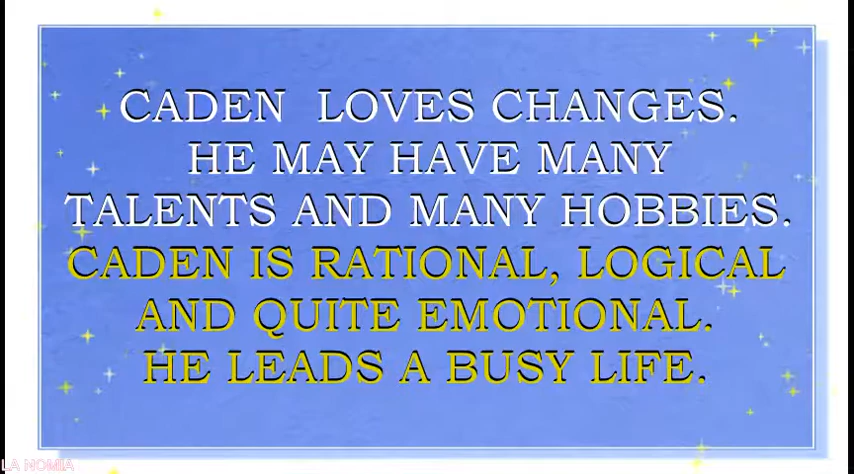 CADEN LOVES CHANGES.
HE MAY HAVE MANY
TALENTS AND MANY HOBBIES.
CADEN IS RATIONAL, LOGICAL
AND QUITE EMOTIONAL.
HE LEADS A BUSY LIFE.
LA NOMIIA